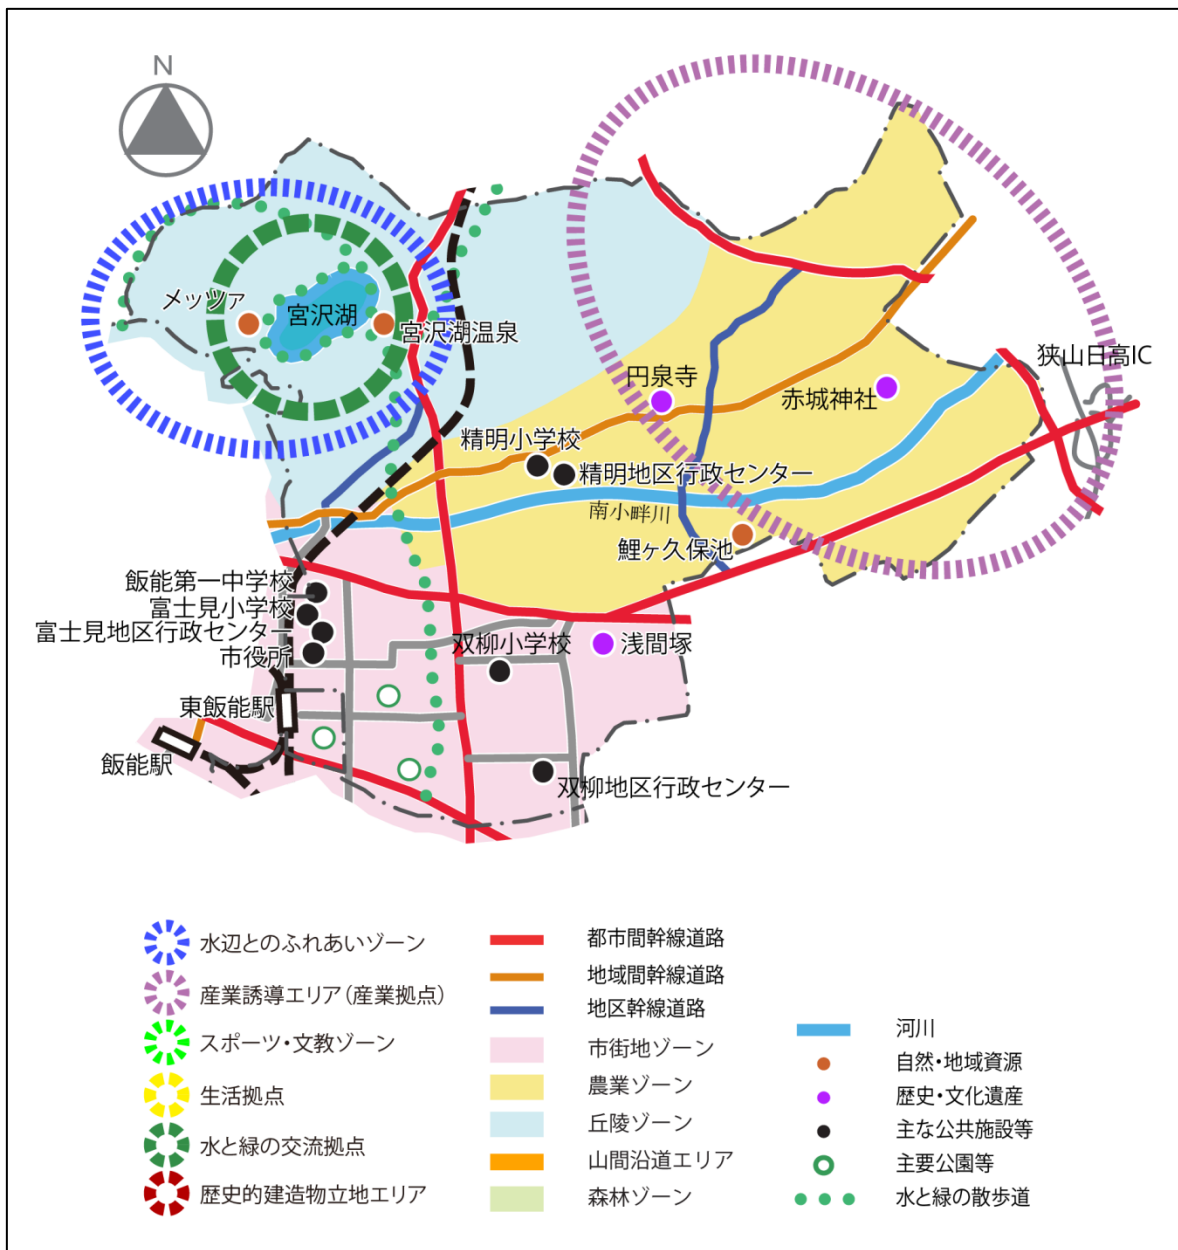 N
メッツァ
宮沢湖
宮沢湖温泉
狭山日高IC
円泉寺
赤城神社
精明小学校
精明地区行政センター
南小畔川
鯉ヶ久保池
飯能第一中学校
富士見小学校
富士見地区行政センター
市役所
双柳小学校
浅間塚
東飯能駅
飯能駅
双柳地区行政センター
水辺とのふれあいゾーン
産業誘導エリア(産業拠点)
スポーツ・文教ゾーン
生活拠点
水と緑の交流拠点
歴史的建造物立地エリア
都市間幹線道路
地域間幹線道路
地区幹線道路
市街地ゾーン
農業ゾーン
丘陵ゾーン
山間沿道エリア
森林ゾーン
河川
自然・地域資源
歴史・文化遺産
主な公共施設等
主要公園等
水と緑の散歩道